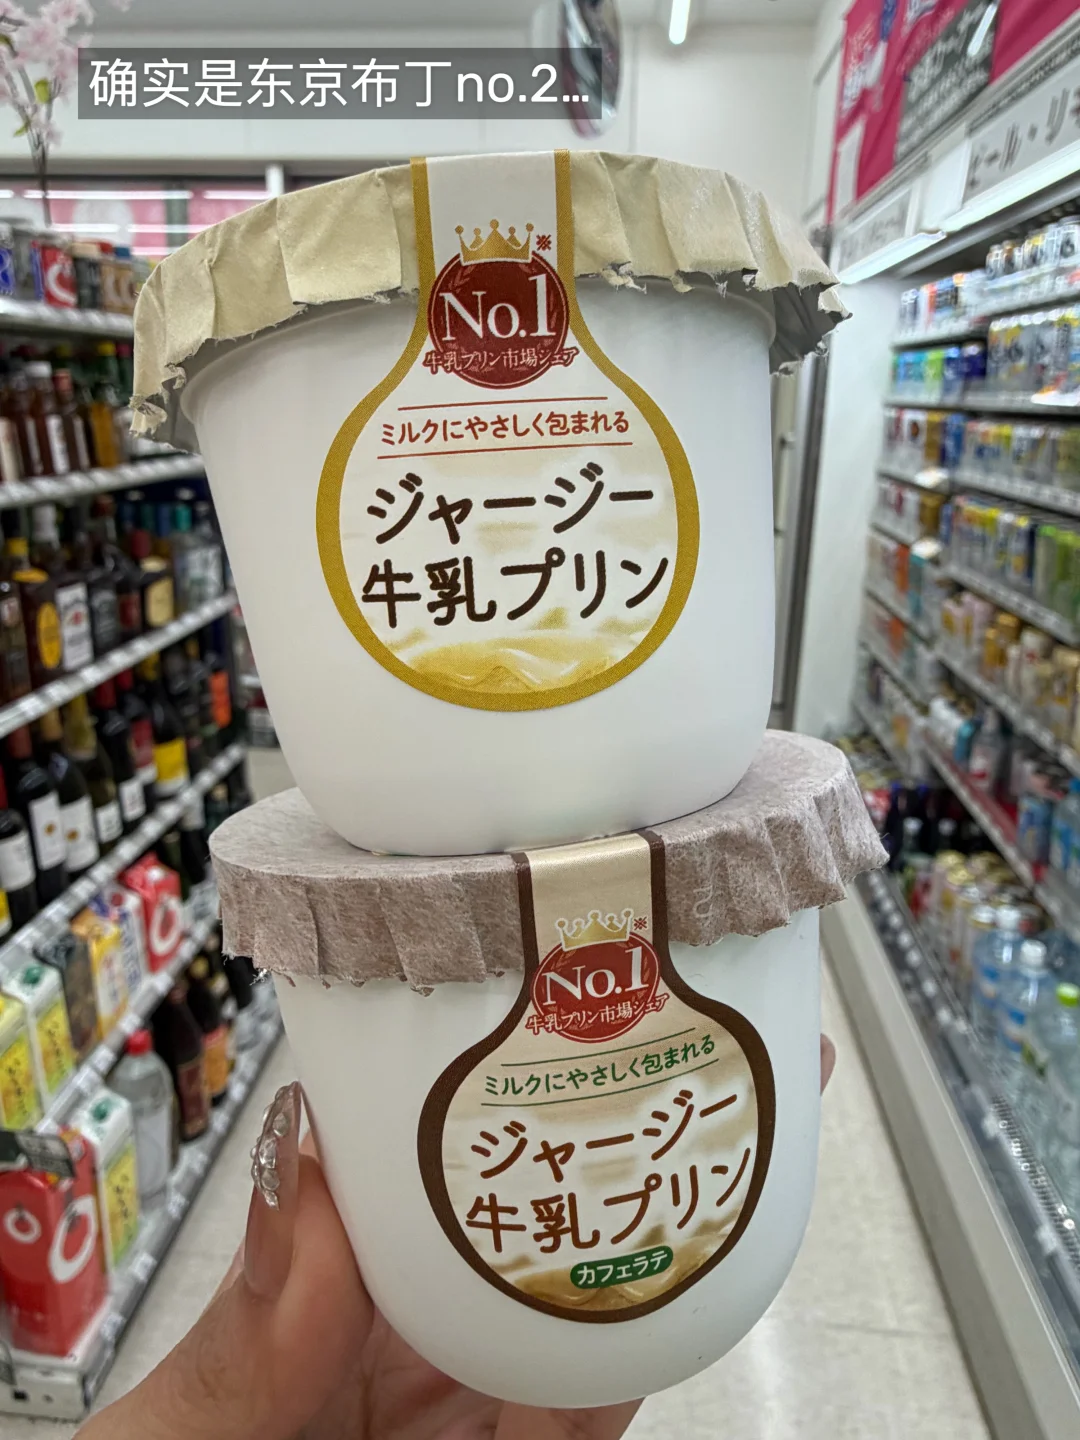 确实是东京布丁no.2...
※
No.1
牛乳プリン市場シェア
ミルクにやさしく包まれる
ジャージー
牛乳プリン
※
No.1
牛乳プリン市場シェア
ミルクにやさしく包まれる
ジャージー
牛乳プリン
カフェラテ